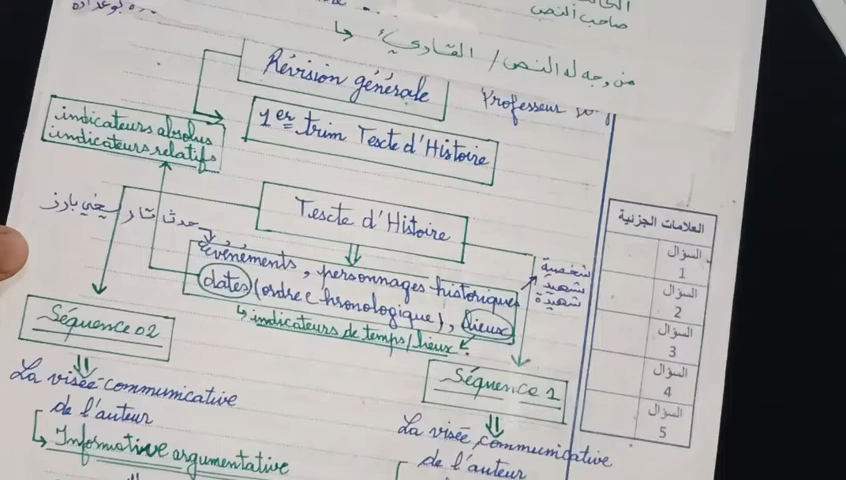 صاحب النص
من وجه له النص / القارئ
Révision générale
Professeur
1er trim Texte d'Histoire
indicateurs absolus
indicateurs relatifs
Texte d'Histoire
حدث تاريخي بارز
événements, personnages historiques
dates (ordre chronologique), lieux
indicateurs de temps/lieux
شخصية
شهيد
شهيدة
Séquence 02
La visée communicative
de l'auteur
Informative argumentative
Séquence 1
La visée communicative
de l'auteur
العلامات الجزئية
السؤال
1
السؤال
2
السؤال
3
السؤال
4
السؤال
5